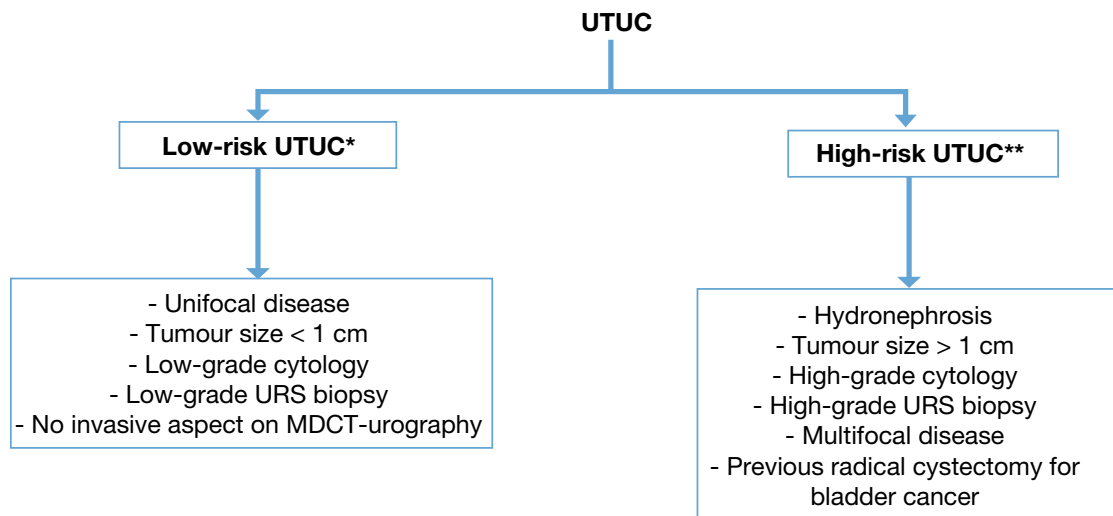 UTUC
Low-risk UTUC*
High-risk UTUC**
- Unifocal disease
- Tumour size < 1 cm
- Low-grade cytology
- Low-grade URS biopsy
- No invasive aspect on MDCT-urography
- Hydronephrosis
- Tumour size > 1 cm
- High-grade cytology
- High-grade URS biopsy
- Multifocal disease
- Previous radical cystectomy for
bladder cancer